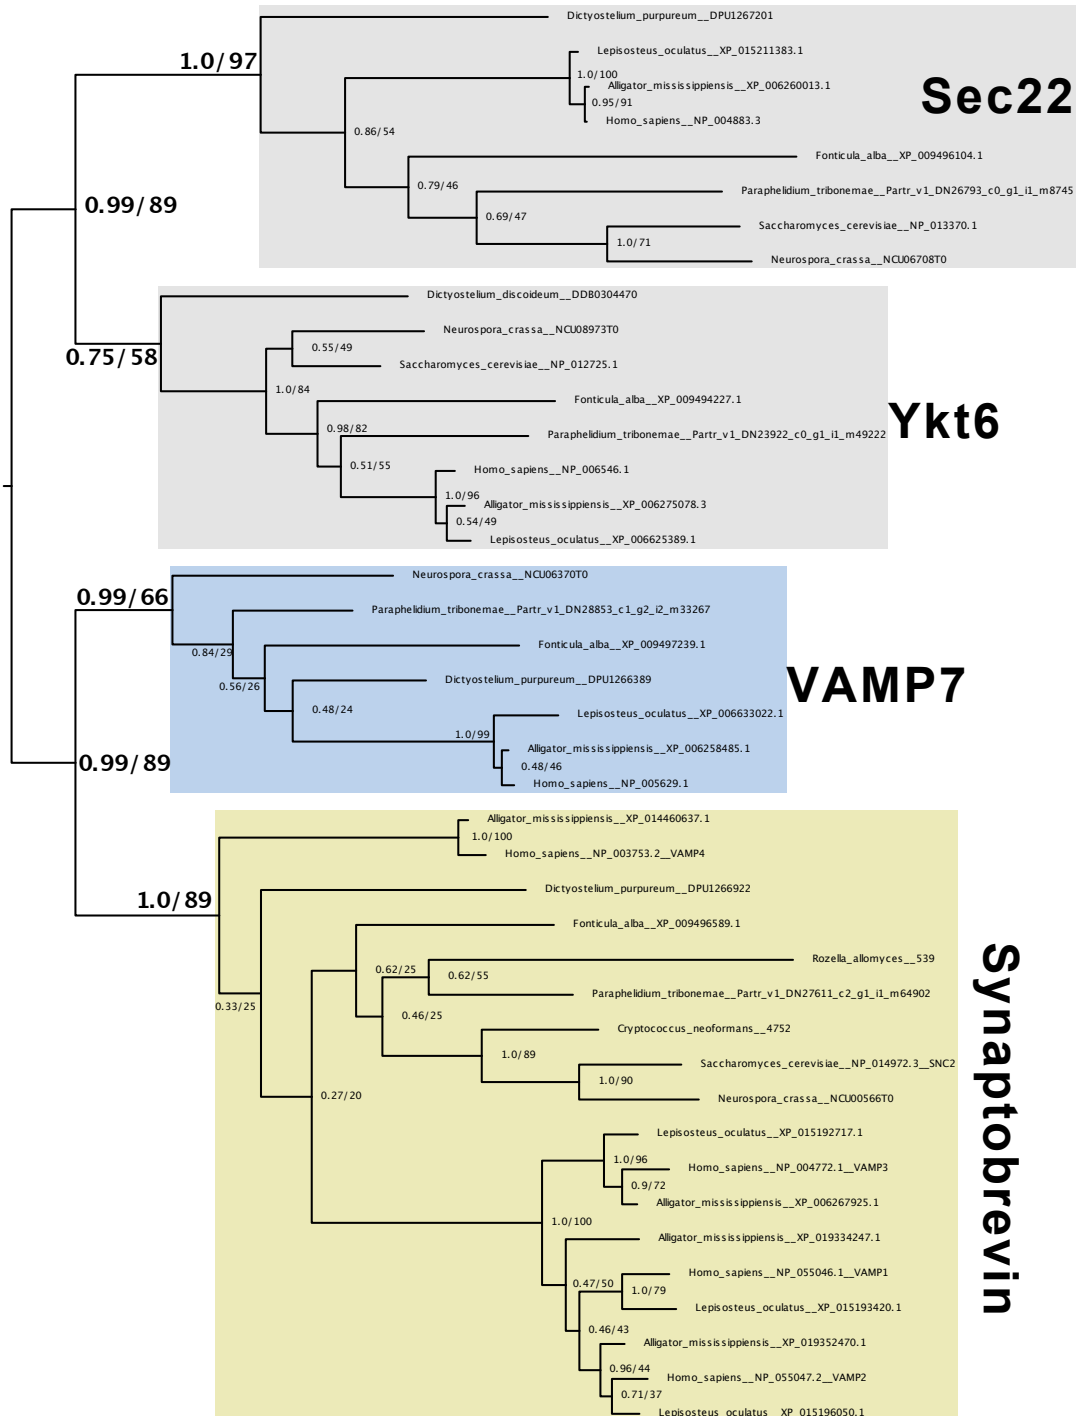 Dictyostelium_purpureum__DPU1267201
Lepisosteus_oculatus__XP_015211383.1
1.0/97
1.0/100
Alligator_mississippiensis__XP_006260013.1
Sec22
0.95/91
Homo_sapiens__NP_004883.3
0.86/54
Fonticula_alba__XP_009496104.1
0.79/46
Paraphelidium_tribonemae__Partr_v1_DN26793_c0_g1_i1_m8745
0.99/89
0.69/47
Saccharomyces_cerevisiae__NP_013370.1
1.0/71
Neurospora_crassa__NCU06708T0
Dictyostelium_discoideum__DDB0304470
Neurospora_crassa__NCU08973T0
0.55/49
0.75/58
Saccharomyces_cerevisiae__NP_012725.1
1.0/84
Fonticula_alba__XP_009494227.1
Ykt6
0.98/82
Paraphelidium_tribonemae__Partr_v1_DN23922_c0_g1_i1_m49222
0.51/55
Homo_sapiens__NP_006546.1
1.0/96
Alligator_mississippiensis__XP_006275078.3
0.54/49
Lepisosteus_oculatus__XP_006625389.1
Neurospora_crassa__NCU06370T0
0.99/66
Paraphelidium_tribonemae__Partr_v1_DN28853_c1_g2_i2_m33267
0.84/29
Fonticula_alba__XP_009497239.1
0.56/26
Dictyostelium_purpureum__DPU1266389
VAMP7
0.48/24
Lepisosteus_oculatus__XP_006633022.1
1.0/99
Alligator_mississippiensis__XP_006258485.1
0.99/89
0.48/46
Homo_sapiens__NP_005629.1
Alligator_mississippiensis__XP_014460637.1
1.0/100
Homo_sapiens__NP_003753.2__VAMP4
Dictyostelium_purpureum__DPU1266922
1.0/89
Fonticula_alba__XP_009496589.1
Rozella_allomyces__539
0.62/25
0.62/55
Paraphelidium_tribonemae__Partr_v1_DN27611_c2_g1_i1_m64902
0.33/25
0.46/25
Cryptococcus_neoformans__4752
1.0/89
Saccharomyces_cerevisiae__NP_014972.3__SNC2
1.0/90
0.27/20
Neurospora_crassa__NCU00566T0
Synaptobrevin
Lepisosteus_oculatus__XP_015192717.1
1.0/96
Homo_sapiens__NP_004772.1__VAMP3
0.9/72
Alligator_mississippiensis__XP_006267925.1
1.0/100
Alligator_mississippiensis__XP_019334247.1
Homo_sapiens__NP_055046.1__VAMP1
0.47/50
1.0/79
Lepisosteus_oculatus__XP_015193420.1
0.46/43
Alligator_mississippiensis__XP_019352470.1
0.96/44
Homo_sapiens__NP_055047.2__VAMP2
0.71/37
Lepisosteus_oculatus__XP_015196050.1